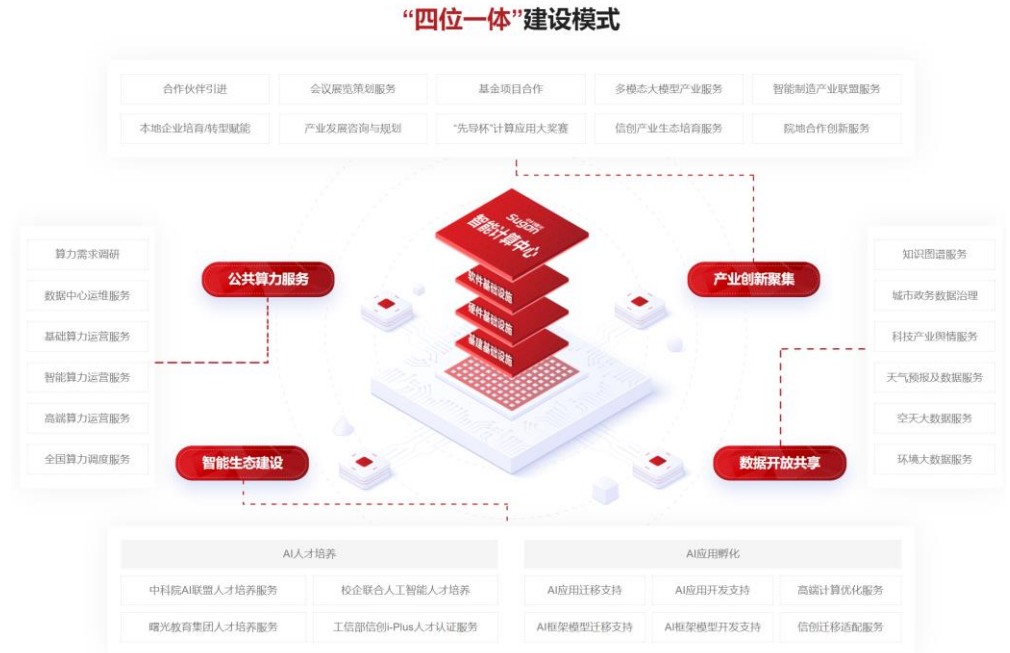 “四位一体”建设模式
合作伙伴引进
会议展览策划服务
基金项目合作
多模态大模型产业服务
智能制造产业联盟服务
本地企业培育/转型赋能
产业发展咨询与规划
“先导杯”计算应用大奖赛
信创产业生态培育服务
院地合作创新服务
算力需求调研
数据中心运维服务
基础算力运营服务
智能算力运营服务
高端算力运营服务
全国算力调度服务
公共算力服务
智能生态建设
Sugon
智能计算中心
软件基础设施
硬件基础设施
基建基础设施
产业创新聚集
数据开放共享
知识图谱服务
城市政务数据治理
科技产业舆情服务
天气预报及数据服务
空天大数据服务
环境大数据服务
AI人才培养
中科院AI联盟人才培养服务
校企联合人工智能人才培养
曙光教育集团人才培养服务
工信部信创i-Plus人才认证服务
AI应用孵化
AI应用迁移支持
AI应用开发支持
高端计算优化服务
AI框架模型迁移支持
AI框架模型开发支持
信创迁移适配服务